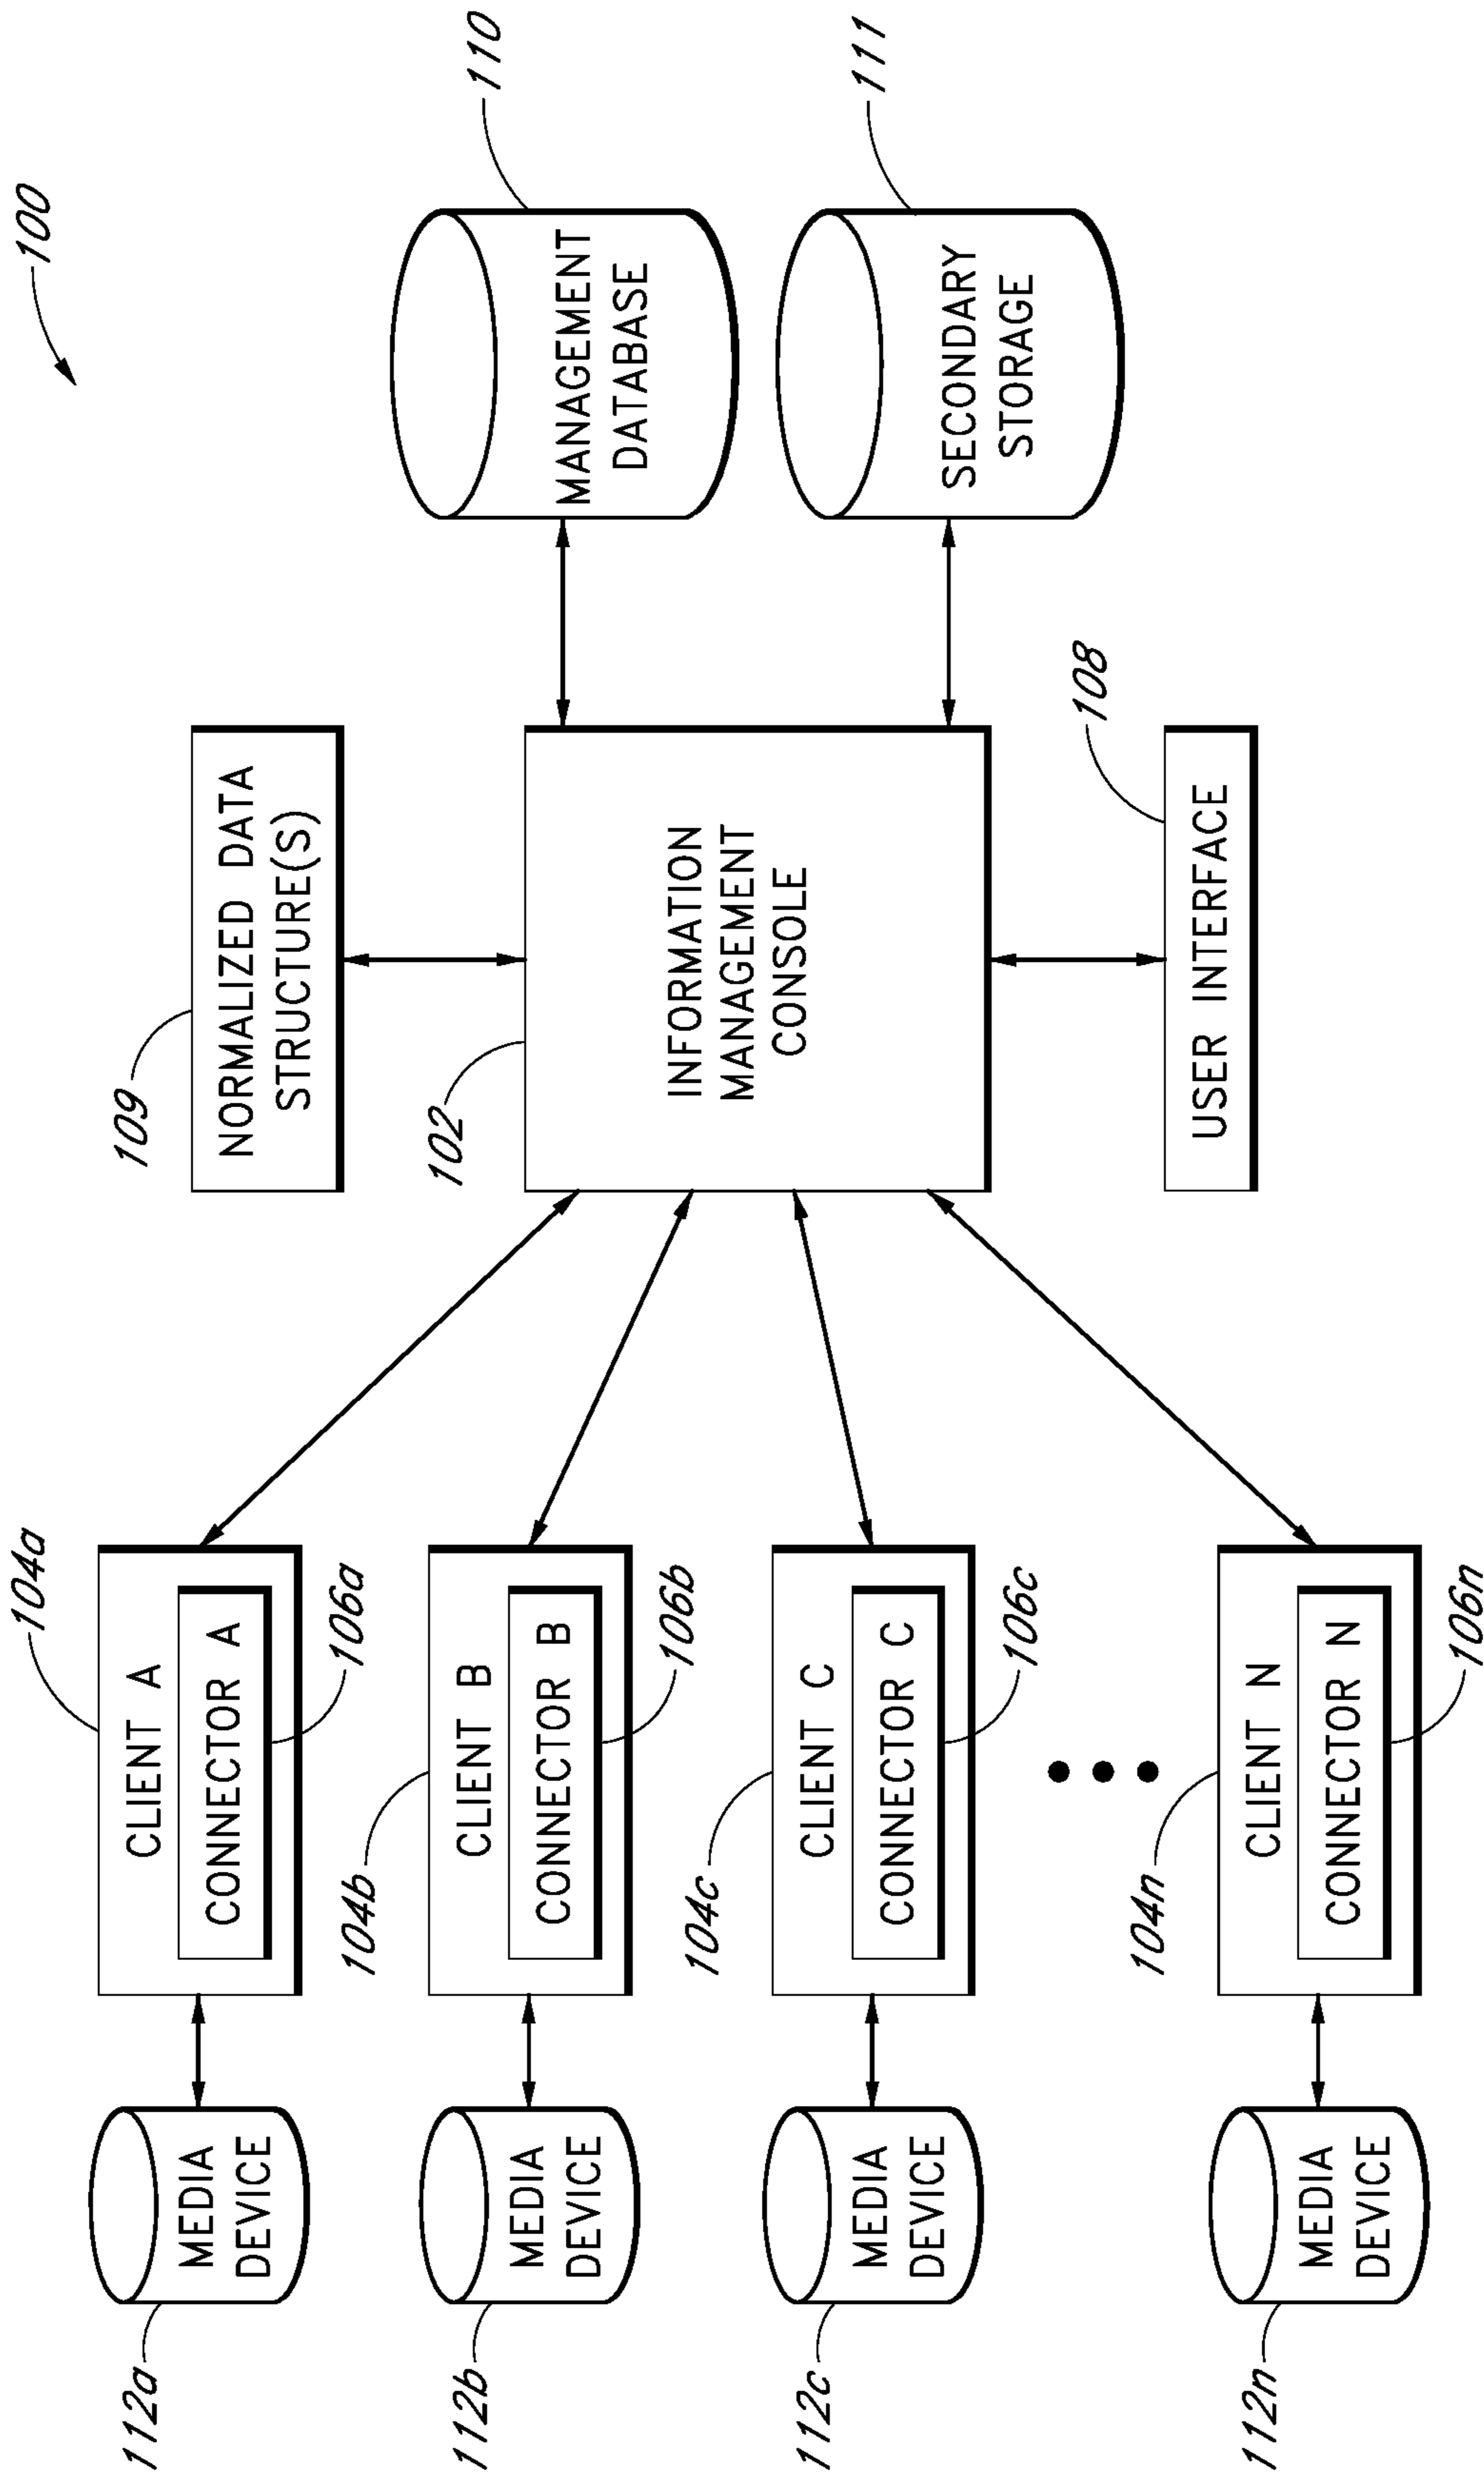 100
109
NORMALIZED DATA
STRUCTURE(S)
104a
CLIENT A
CONNECTOR A
106a
112a
MEDIA
DEVICE
104b
CLIENT B
CONNECTOR B
106b
112b
MEDIA
DEVICE
102
INFORMATION
MANAGEMENT
CONSOLE
110
MANAGEMENT
DATABASE
104c
CLIENT C
CONNECTOR C
106c
112c
MEDIA
DEVICE
111
SECONDARY
STORAGE
104n
CLIENT N
CONNECTOR N
106n
112n
MEDIA
DEVICE
108
USER INTERFACE